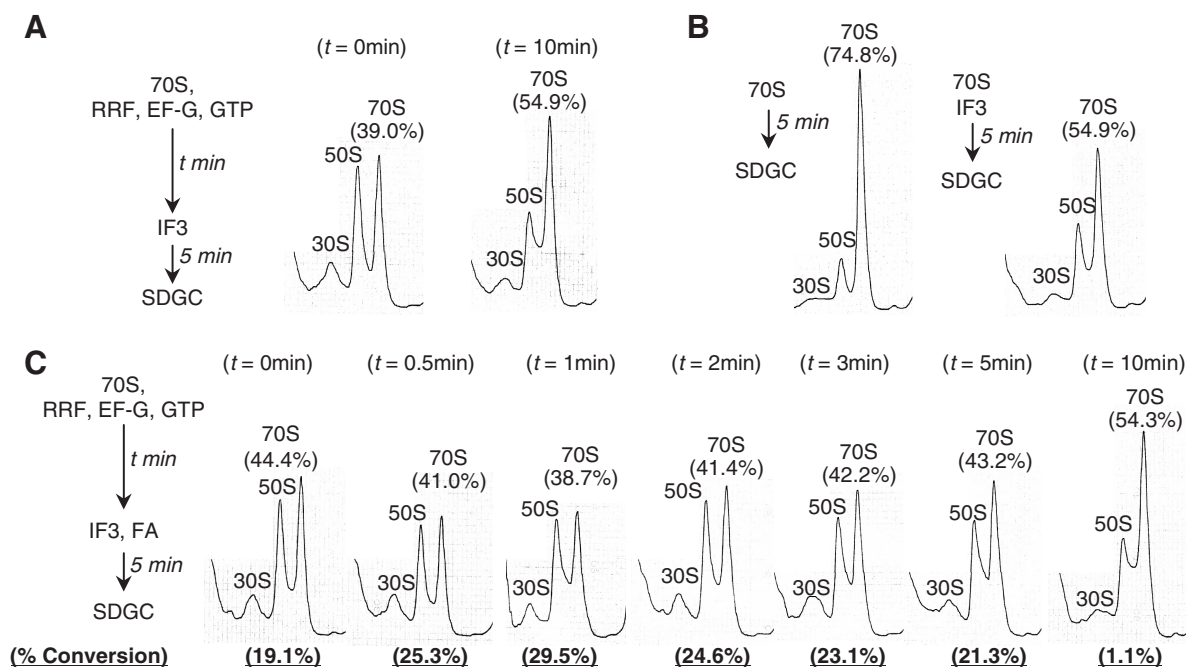 A
(t = 0min)
(t = 10min)
70S,
RRF, EF-G, GTP
t min
IF3
5 min
SDGC
70S
(39.0%)
50S
30S
70S
(54.9%)
50S
30S
B
70S
5 min
SDGC
70S
(74.8%)
50S
30S
70S
IF3
5 min
SDGC
70S
(54.9%)
50S
30S
C
(t = 0min)
(t = 0.5min)
(t = 1min)
(t = 2min)
(t = 3min)
(t = 5min)
(t = 10min)
70S,
RRF, EF-G, GTP
t min
IF3, FA
5 min
SDGC
70S
(44.4%)
50S
30S
70S
(41.0%)
50S
30S
70S
(38.7%)
50S
30S
70S
(41.4%)
50S
30S
70S
(42.2%)
50S
30S
70S
(43.2%)
50S
30S
70S
(54.3%)
50S
30S
(% Conversion) (19.1%) (25.3%) (29.5%) (24.6%) (23.1%) (21.3%) (1.1%)